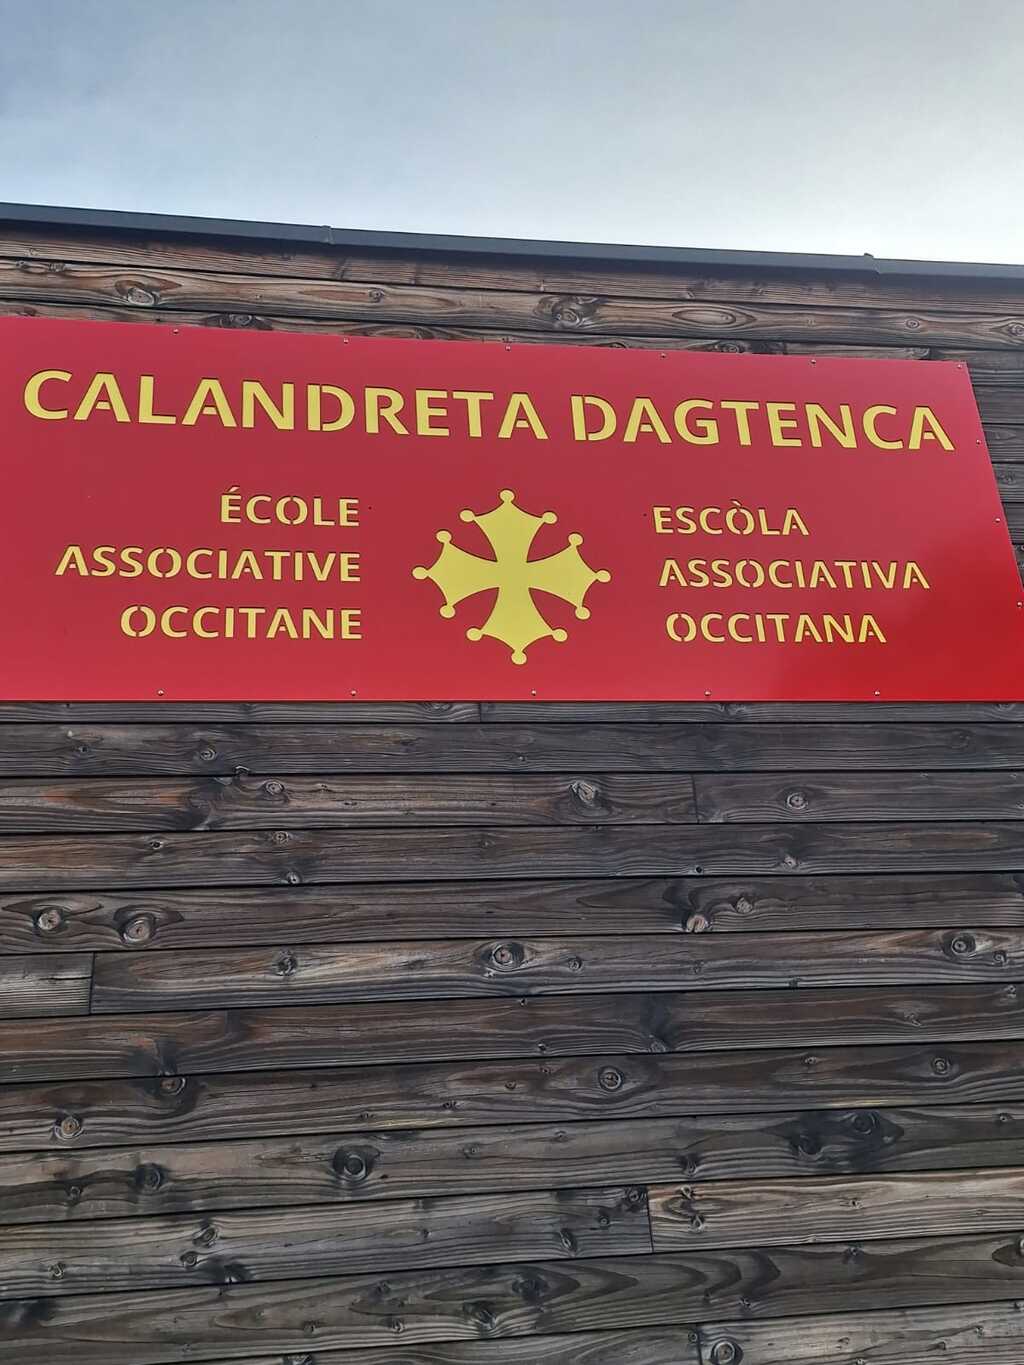 CALANDRETA DAGTENCA
ÉCOLE
ASSOCIATIVE
OCCITANE
ESCÒLA
ASSOCIATIVA
OCCITANA